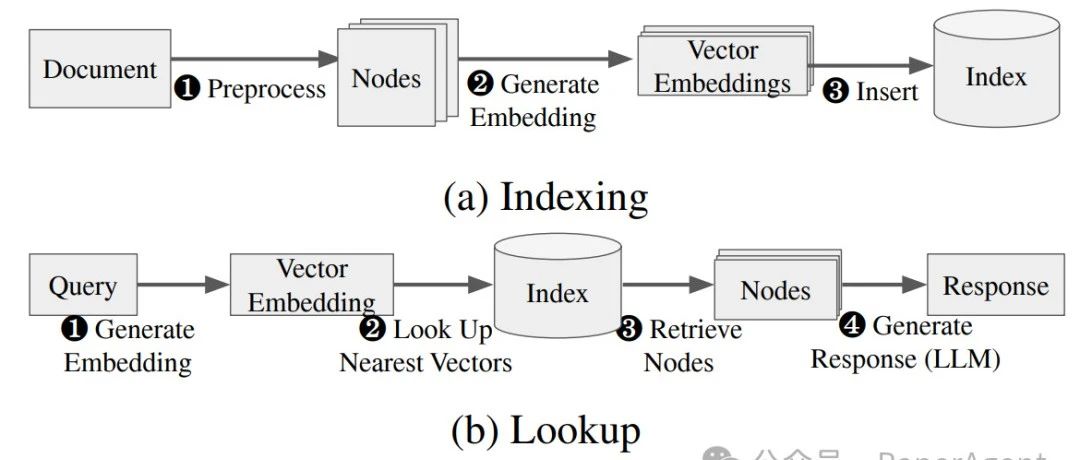 Document
❶ Preprocess
Nodes
❷ Generate
Embedding
Vector
Embeddings
❸ Insert
Index
(a) Indexing
Query
❶ Generate
Embedding
Vector
Embedding
❷ Look Up
Nearest Vectors
Index
❸ Retrieve
Nodes
Nodes
❹ Generate
Response (LLM)
Response
(b) Lookup
公众号 PaperAgent